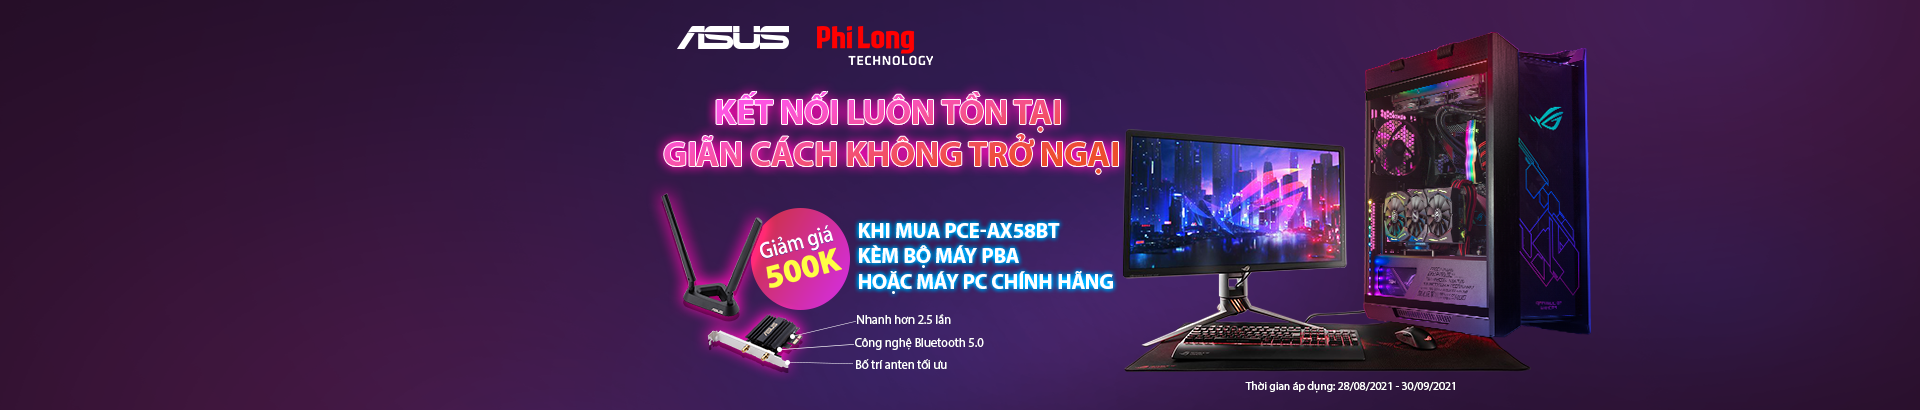 ASUS
Phi Long
TECHNOLOGY
KẾT NỐI LUÔN TỒN TẠI
GIÃN CÁCH KHÔNG TRỞ NGẠI
Giảm giá
500K
KHI MUA PCE-AX58BT
KÈM BỘ MÁY PBA
HOẶC MÁY PC CHÍNH HÃNG
ASUS
Nhanh hơn 2.5 lần
Công nghệ Bluetooth 5.0
Bố trí anten tối ưu
Thời gian áp dụng: 28/08/2021 - 30/09/2021